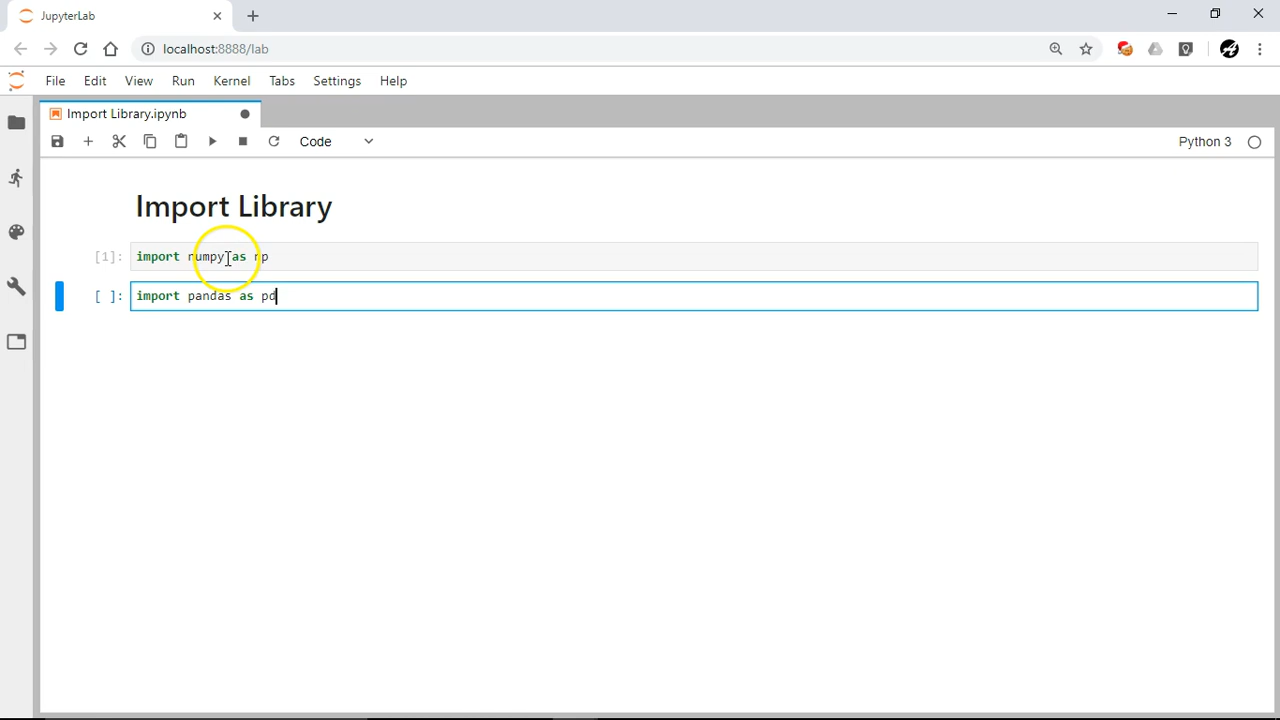 JupyterLab
localhost:8888/lab
File Edit View Run Kernel Tabs Settings Help
Import Library.ipynb
Code Python 3
Import Library
[1]: import numpy as np
[ ]: import pandas as pd